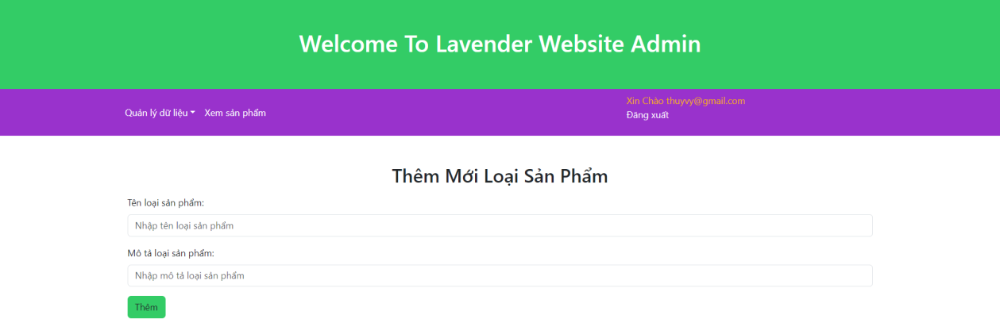 Welcome To Lavender Website Admin
Quản lý dữ liệu
Xem sản phẩm
Xin Chào thuyvy@gmail.com
Đăng xuất
Thêm Mới Loại Sản Phẩm
Tên loại sản phẩm:
Nhập tên loại sản phẩm
Mô tả loại sản phẩm:
Nhập mô tả loại sản phẩm
Thêm